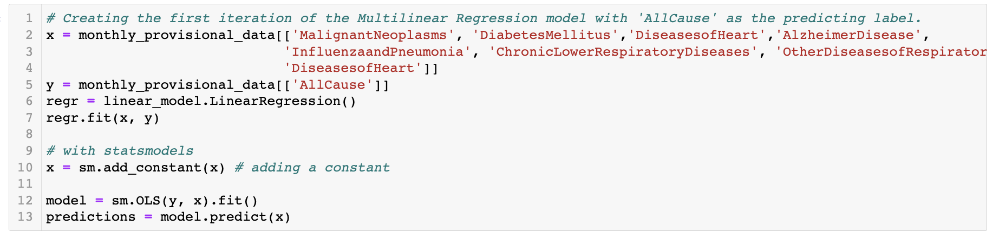 1 # Creating the first iteration of the Multilinear Regression model with 'AllCause' as the predicting label.
2 x = monthly_provisional_data[['MalignantNeoplasms', 'DiabetesMellitus','DiseasesofHeart','AlzheimerDisease',
3 'InfluenzaandPneumonia', 'ChronicLowerRespiratoryDiseases', 'OtherDiseasesofRespirator
4 'DiseasesofHeart']]
5 y = monthly_provisional_data[['AllCause']]
6 regr = linear_model.LinearRegression()
7 regr.fit(x, y)
8
9 # with statsmodels
10 x = sm.add_constant(x) # adding a constant
11
12 model = sm.OLS(y, x).fit()
13 predictions = model.predict(x)